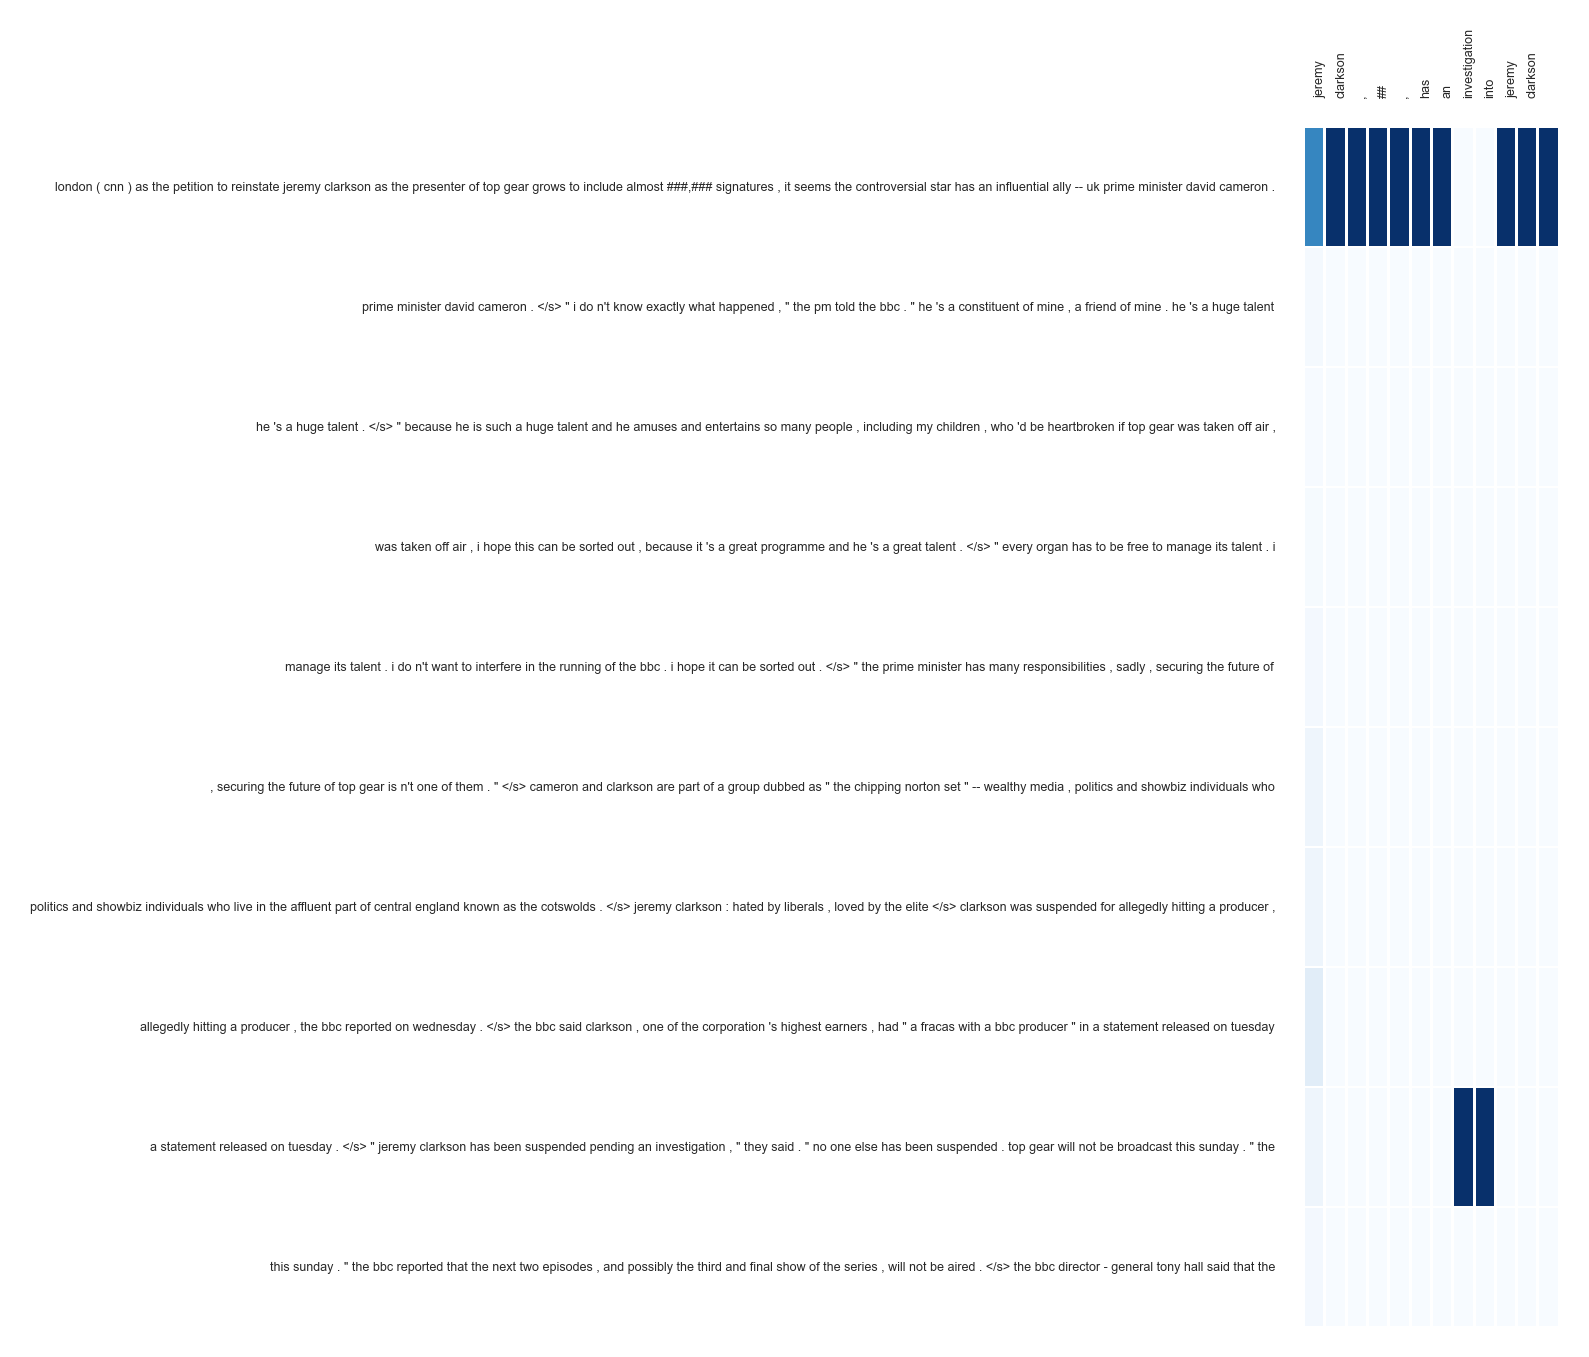 jeremy
clarkson
,
##
,
has
an
investigation
into
jeremy
clarkson
london ( cnn ) as the petition to reinstate jeremy clarkson as the presenter of top gear grows to include almost ###,### signatures , it seems the controversial star has an influential ally -- uk prime minister david cameron .
prime minister david cameron . </s> " i do n't know exactly what happened , " the pm told the bbc . " he 's a constituent of mine , a friend of mine . he 's a huge talent
he 's a huge talent . </s> " because he is such a huge talent and he amuses and entertains so many people , including my children , who 'd be heartbroken if top gear was taken off air ,
was taken off air , i hope this can be sorted out , because it 's a great programme and he 's a great talent . </s> " every organ has to be free to manage its talent . i
manage its talent . i do n't want to interfere in the running of the bbc . i hope it can be sorted out . </s> " the prime minister has many responsibilities , sadly , securing the future of
, securing the future of top gear is n't one of them . " </s> cameron and clarkson are part of a group dubbed as " the chipping norton set " -- wealthy media , politics and showbiz individuals who
politics and showbiz individuals who live in the affluent part of central england known as the cotswolds . </s> jeremy clarkson : hated by liberals , loved by the elite </s> clarkson was suspended for allegedly hitting a producer ,
allegedly hitting a producer , the bbc reported on wednesday . </s> the bbc said clarkson , one of the corporation 's highest earners , had " a fracas with a bbc producer " in a statement released on tuesday
a statement released on tuesday . </s> " jeremy clarkson has been suspended pending an investigation , " they said . " no one else has been suspended . top gear will not be broadcast this sunday . " the
this sunday . " the bbc reported that the next two episodes , and possibly the third and final show of the series , will not be aired . </s> the bbc director - general tony hall said that the